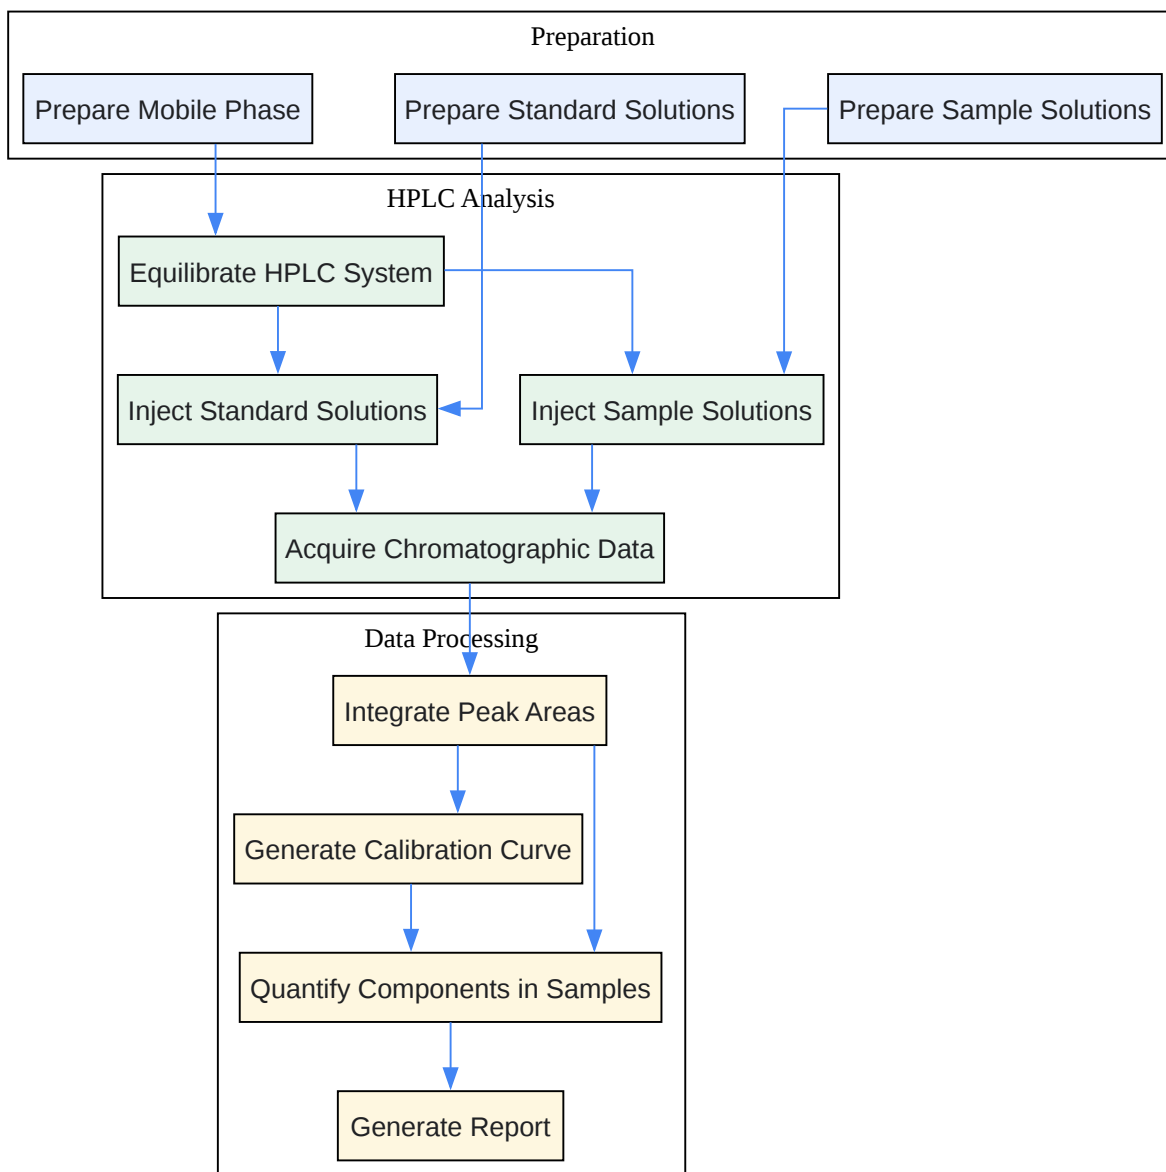 Preparation
Prepare Mobile Phase
Prepare Standard Solutions
Prepare Sample Solutions
HPLC Analysis
Equilibrate HPLC System
Inject Standard Solutions
Inject Sample Solutions
Acquire Chromatographic Data
Data Processing
Integrate Peak Areas
Generate Calibration Curve
Quantify Components in Samples
Generate Report